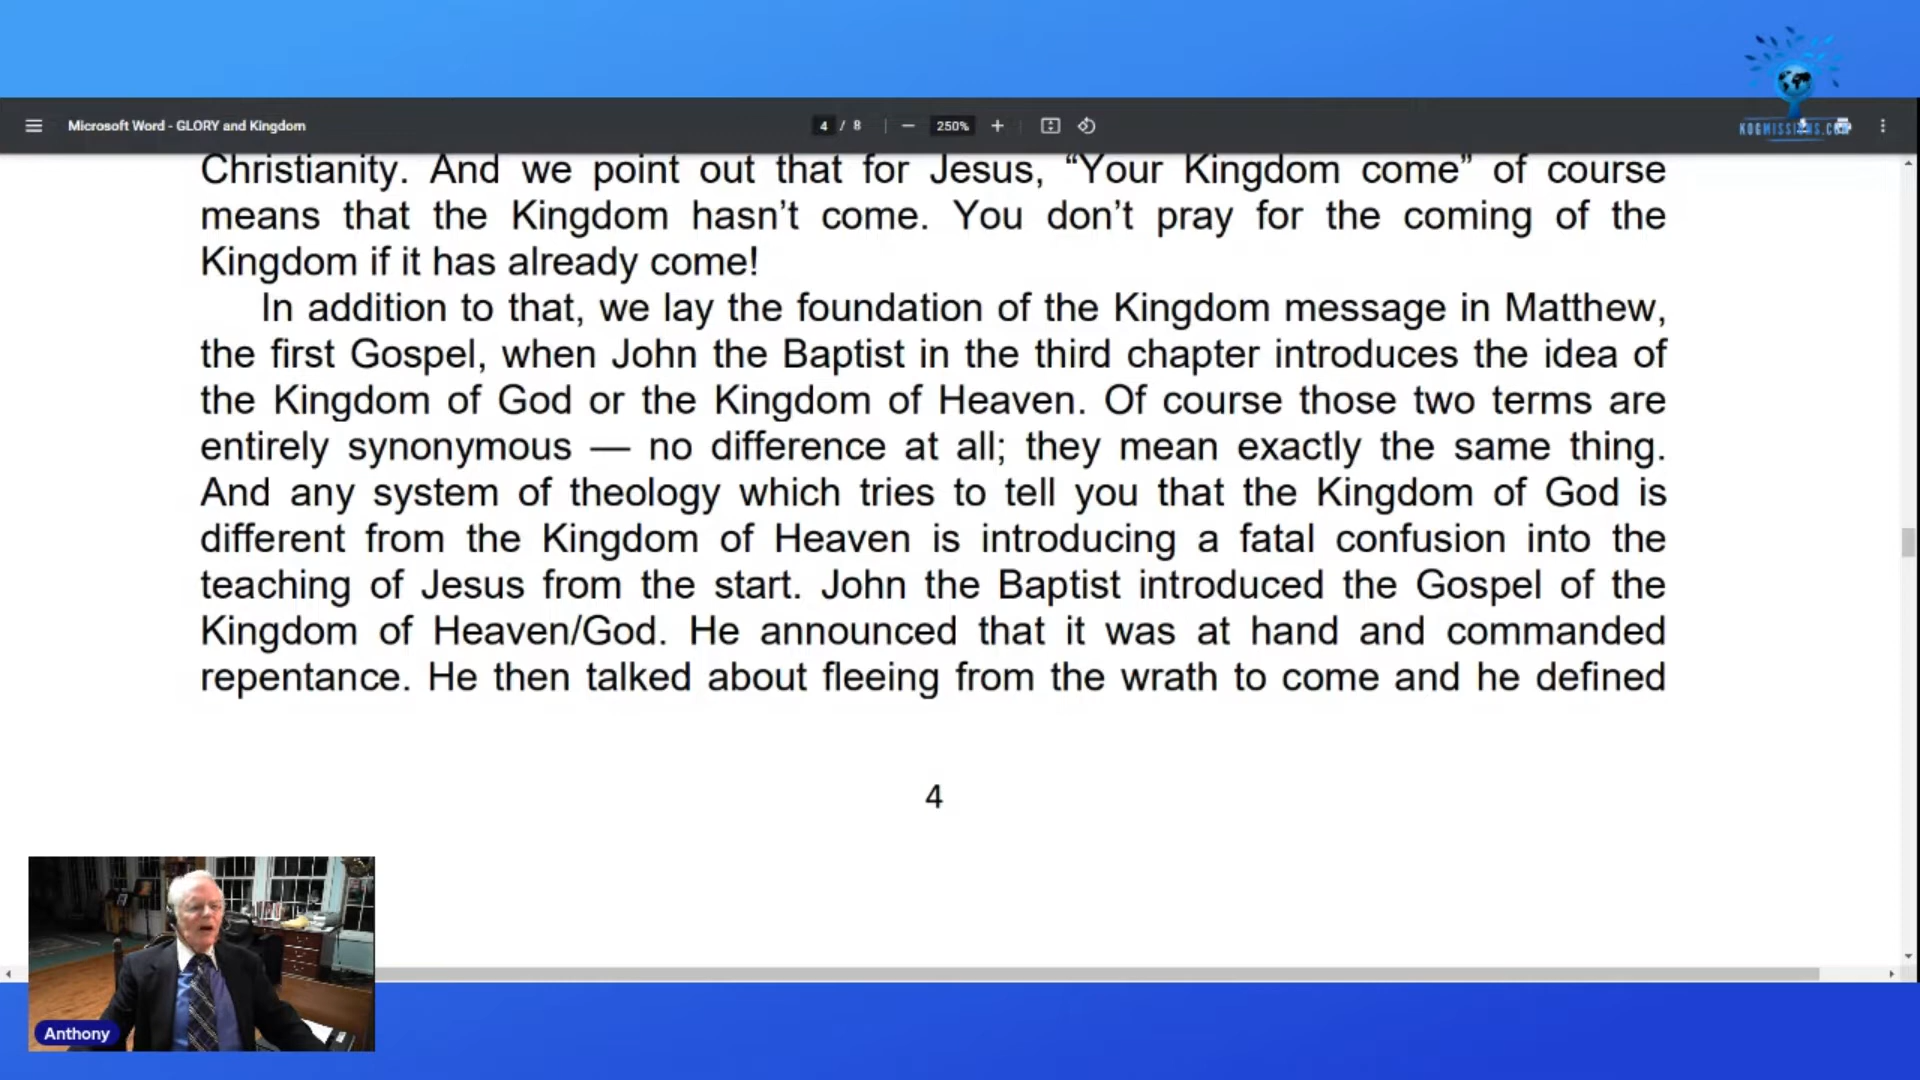 Microsoft Word - GLORY and Kingdom
4 / 8
250%
Christianity. And we point out that for Jesus, “Your Kingdom come” of course
means that the Kingdom hasn’t come. You don’t pray for the coming of the
Kingdom if it has already come!
In addition to that, we lay the foundation of the Kingdom message in Matthew,
the first Gospel, when John the Baptist in the third chapter introduces the idea of
the Kingdom of God or the Kingdom of Heaven. Of course those two terms are
entirely synonymous — no difference at all; they mean exactly the same thing.
And any system of theology which tries to tell you that the Kingdom of God is
different from the Kingdom of Heaven is introducing a fatal confusion into the
teaching of Jesus from the start. John the Baptist introduced the Gospel of the
Kingdom of Heaven/God. He announced that it was at hand and commanded
repentance. He then talked about fleeing from the wrath to come and he defined
4
Anthony